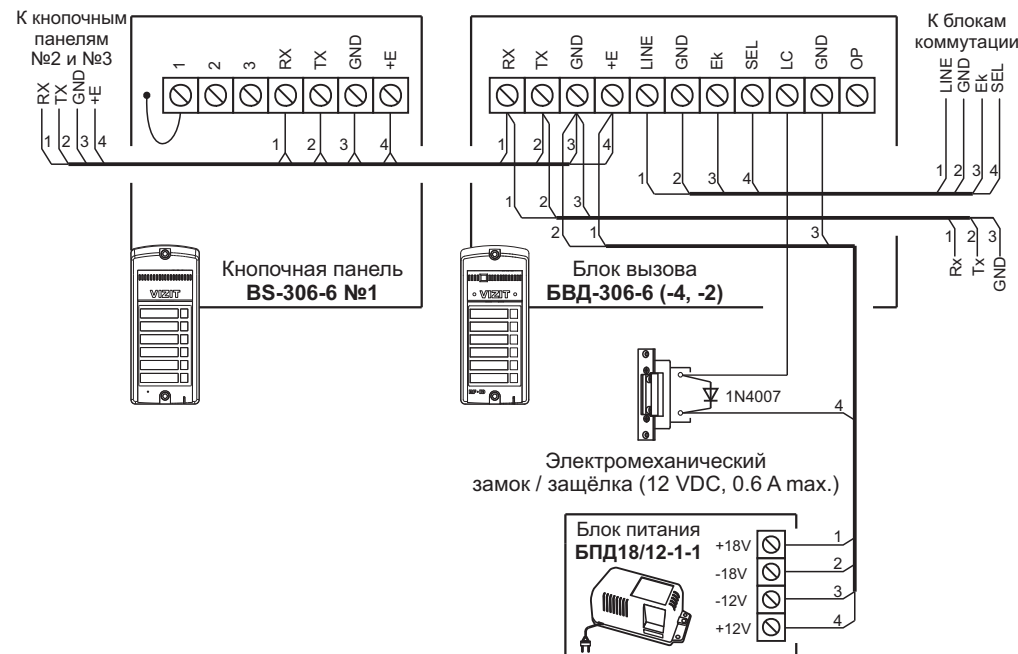 К кнопочным
панелям
№2 и №3
RX
TX
GND
+E
1
2
3
4
1
2
3
RX
TX
GND
+E
1
2
3
4
VIZIT
Кнопочная панель
BS-306-6 №1
RX
TX
GND
+E
LINE
GND
Ek
SEL
LC
GND
OP
1
2
3
4
1
2
3
4
1
2
3
2
1
3
К блокам
коммутации
LINE
GND
Ek
SEL
1
2
3
4
1
2
3
Rx
Tx
GND
VIZIT
Блок вызова
БВД-306-6 (-4, -2)
1N4007
4
Электромеханический
замок / защёлка (12 VDC, 0.6 A max.)
Блок питания
БПД18/12-1-1
+18V
1
-18V
2
-12V
3
+12V
4